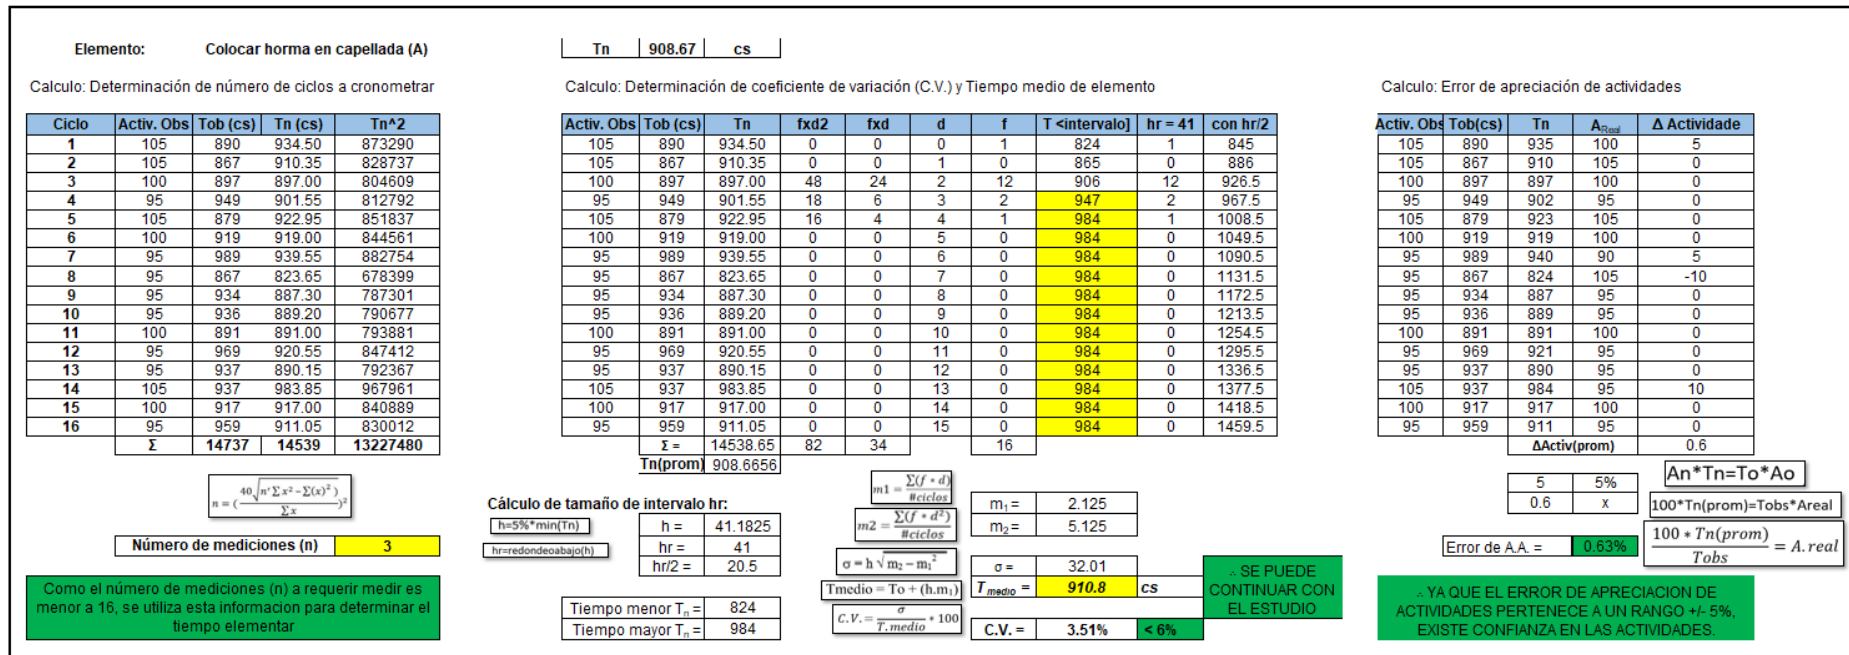 Elemento: Colocar horma en capellada (A) Tn 908.67 cs
Calculo: Determinación de número de ciclos a cronometrar
Ciclo Activ. Obs Tob (cs) Tn (cs) Tn^2
1 105 890 934.50 873290
2 105 867 910.35 828737
3 100 897 897.00 804609
4 95 949 901.55 812792
5 105 879 922.95 851837
6 100 919 919.00 844561
7 95 989 939.55 882754
8 95 867 823.65 678399
9 95 934 887.30 787301
10 95 936 889.20 790677
11 100 891 891.00 793881
12 95 969 920.55 847412
13 95 937 890.15 792367
14 105 937 983.85 967961
15 100 917 917.00 840889
16 95 959 911.05 830012
Σ 14737 14539 13227480
n = (40√(n'Σx²−Σ(x)²) / Σx)²
Número de mediciones (n) 3
Como el número de mediciones (n) a requerir medir es
menor a 16, se utiliza esta informacion para determinar el
tiempo elementar
Calculo: Determinación de coeficiente de variación (C.V.) y Tiempo medio de elemento
Activ. Obs Tob (cs) Tn fxd2 fxd d f T <intervalo] hr = 41 con hr/2
105 890 934.50 0 0 0 1 824 1 845
105 867 910.35 0 0 1 0 865 0 886
100 897 897.00 48 24 2 12 906 12 926.5
95 949 901.55 18 6 3 2 947 2 967.5
105 879 922.95 16 4 4 1 984 1 1008.5
100 919 919.00 0 0 5 0 984 0 1049.5
95 989 939.55 0 0 6 0 984 0 1090.5
95 867 823.65 0 0 7 0 984 0 1131.5
95 934 887.30 0 0 8 0 984 0 1172.5
95 936 889.20 0 0 9 0 984 0 1213.5
100 891 891.00 0 0 10 0 984 0 1254.5
95 969 920.55 0 0 11 0 984 0 1295.5
95 937 890.15 0 0 12 0 984 0 1336.5
105 937 983.85 0 0 13 0 984 0 1377.5
100 917 917.00 0 0 14 0 984 0 1418.5
95 959 911.05 0 0 15 0 984 0 1459.5
Σ = 14538.65 82 34 16
Tn(prom) 908.6656
Cálculo de tamaño de intervalo hr:
h=5%*min(Tn) h = 41.1825
hr=redondeoabajo(h) hr = 41
hr/2 = 20.5
Tiempo menor Tn = 824
Tiempo mayor Tn = 984
m1 = Σ(f * d) / #ciclos
m2 = Σ(f * d²) / #ciclos
σ = h √(m₂ − m₁²)
Tmedio = To + (h.m₁)
C.V. = σ / T.medio * 100
m₁ = 2.125
m₂ = 5.125
σ = 32.01
Tmedio = 910.8 cs
C.V. = 3.51% < 6%
∴ SE PUEDE
CONTINUAR CON
EL ESTUDIO
Calculo: Error de apreciación de actividades
Activ. Obs Tob(cs) Tn AReal Δ Actividade
105 890 935 100 5
105 867 910 105 0
100 897 897 100 0
95 949 902 95 0
105 879 923 105 0
100 919 919 100 0
95 989 940 90 5
95 867 824 105 -10
95 934 887 95 0
95 936 889 95 0
100 891 891 100 0
95 969 921 95 0
95 937 890 95 0
105 937 984 95 10
100 917 917 100 0
95 959 911 95 0
ΔActiv(prom) 0.6
5 5%
0.6 x
Error de A.A. = 0.63%
An*Tn=To*Ao
100*Tn(prom)=Tobs*Areal
100 * Tn(prom) / Tobs = A.real
∴ YA QUE EL ERROR DE APRECIACION DE
ACTIVIDADES PERTENECE A UN RANGO +/- 5%,
EXISTE CONFIANZA EN LAS ACTIVIDADES.